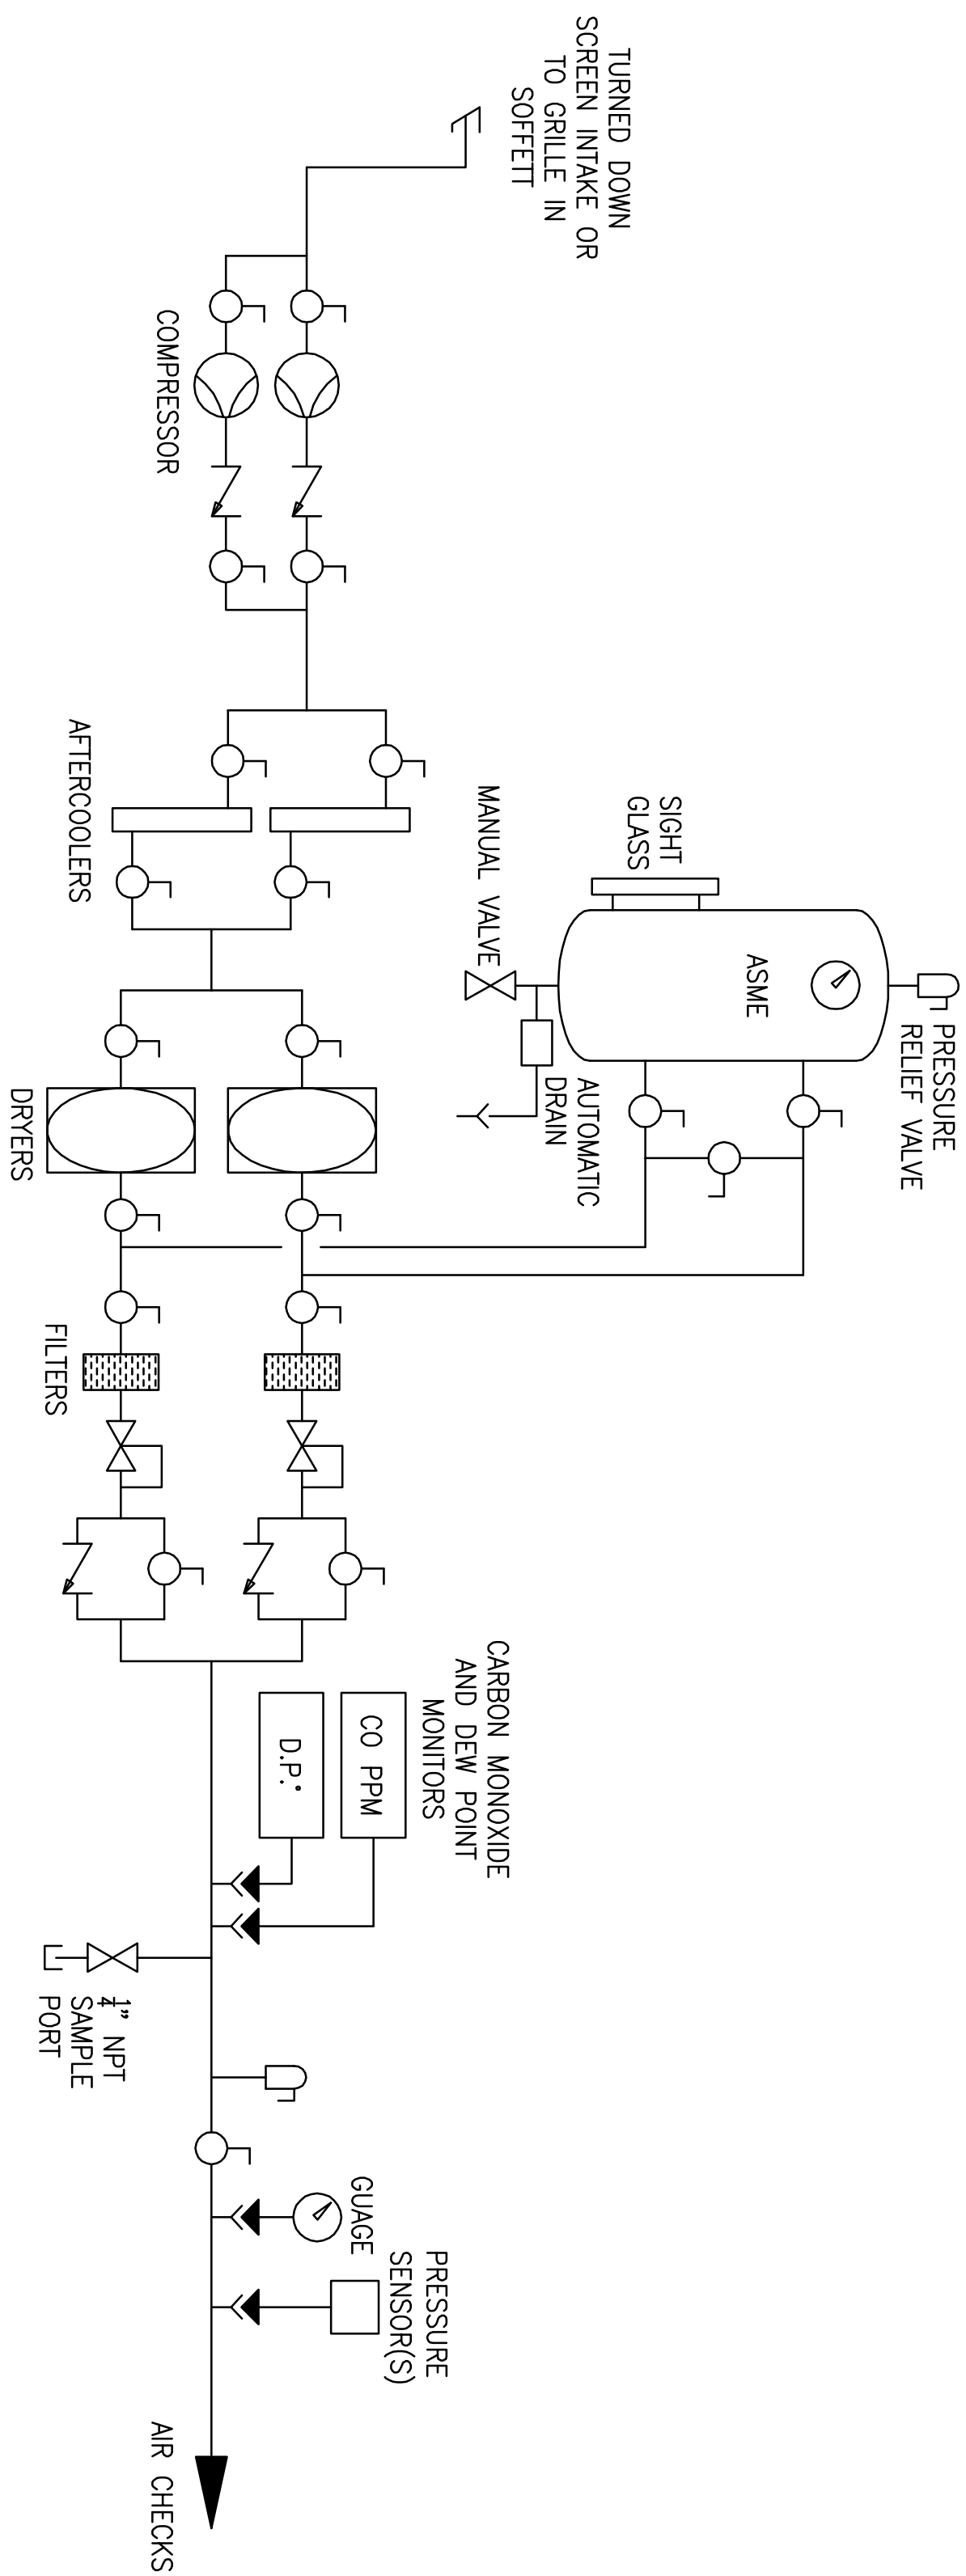 TURNED DOWN
SCREEN INTAKE OR
TO GRILLE IN
SOFFETT
COMPRESSOR
AFTERCOOLERS
MANUAL VALVE
SIGHT
GLASS
ASME
PRESSURE
RELIEF VALVE
AUTOMATIC
DRAIN
DRYERS
FILTERS
CARBON MONOXIDE
AND DEW POINT
MONITORS
CO PPM
D.P.°
1/4" NPT
SAMPLE
PORT
GUAGE
PRESSURE
SENSOR(S)
AIR CHECKS